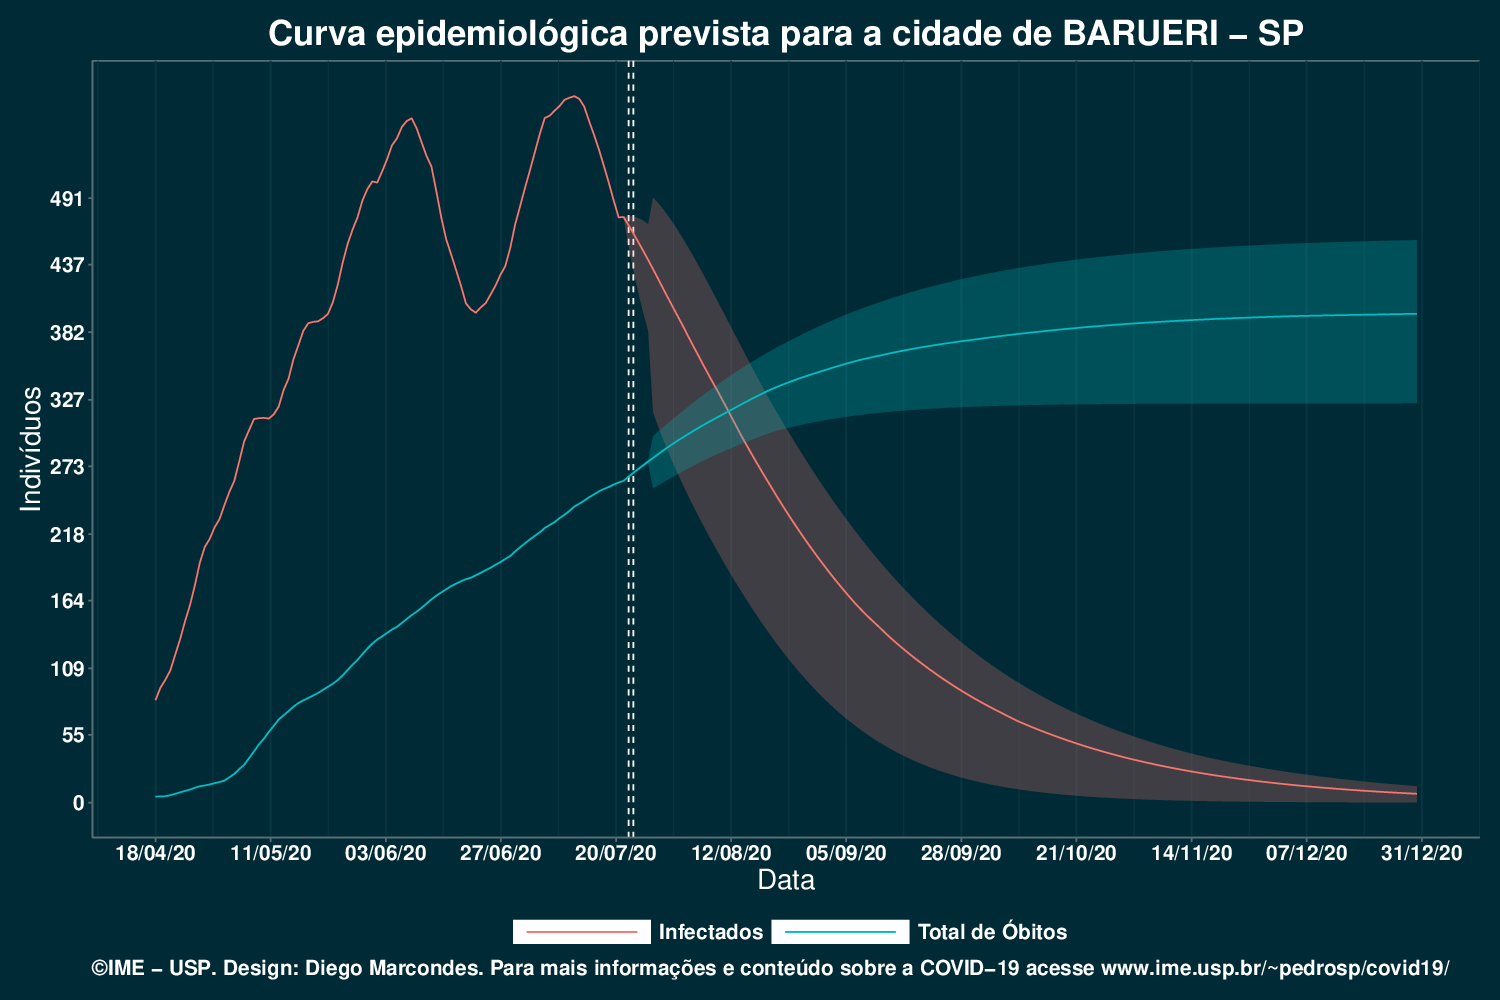 Curva epidemiológica prevista para a cidade de BARUERI – SP
Indivíduos
491
437
382
327
273
218
164
109
55
0
18/04/20 11/05/20 03/06/20 27/06/20 20/07/20 12/08/20 05/09/20 28/09/20 21/10/20 14/11/20 07/12/20 31/12/20
Data
Infectados Total de Óbitos
©IME – USP. Design: Diego Marcondes. Para mais informações e conteúdo sobre a COVID–19 acesse www.ime.usp.br/~pedrosp/covid19/